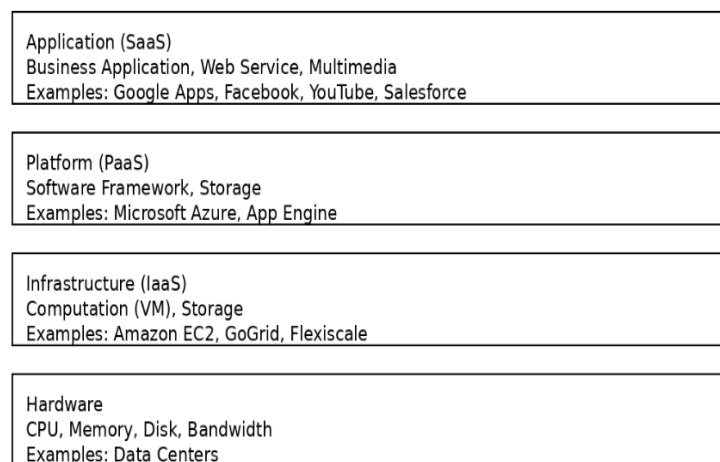 Application (SaaS)
Business Application, Web Service, Multimedia
Examples: Google Apps, Facebook, YouTube, Salesforce
Platform (PaaS)
Software Framework, Storage
Examples: Microsoft Azure, App Engine
Infrastructure (IaaS)
Computation (VM), Storage
Examples: Amazon EC2, GoGrid, Flexiscale
Hardware
CPU, Memory, Disk, Bandwidth
Examples: Data Centers